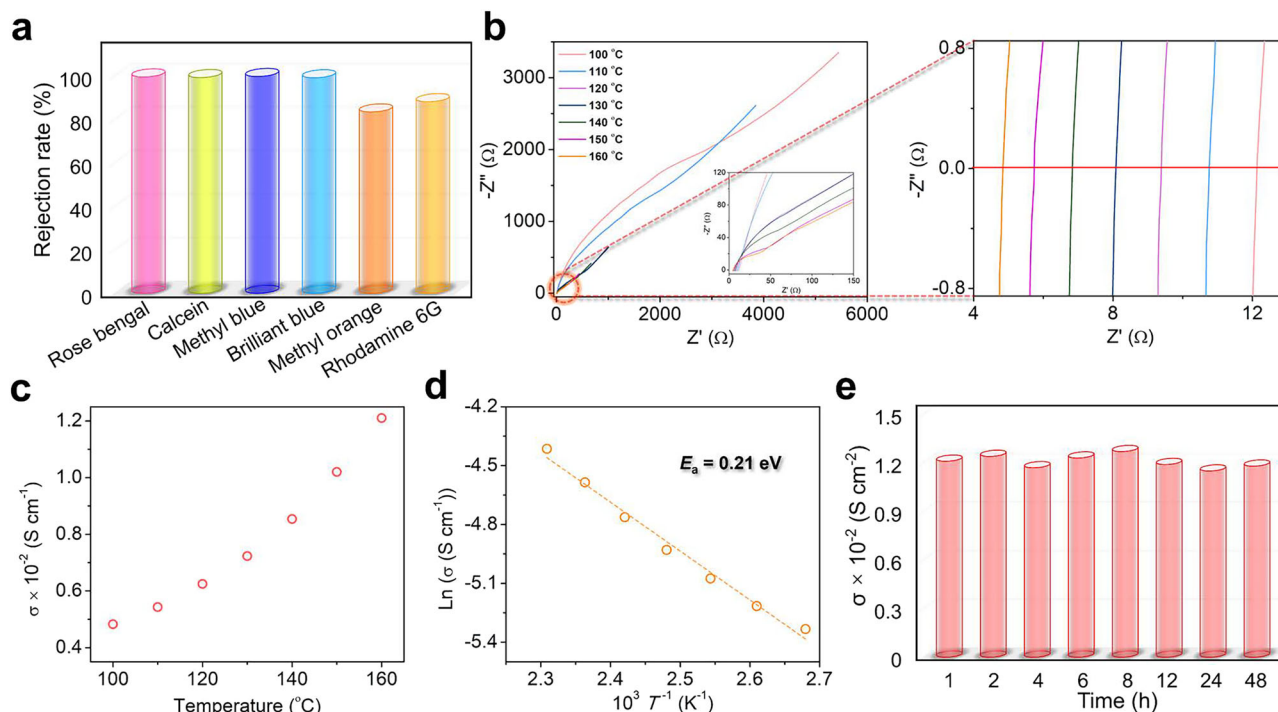 a
Rejection rate (%)
100
80
60
40
20
0
Rose bengal
Calcein
Methyl blue
Brilliant blue
Methyl orange
Rhodamine 6G
b
-Z" (Ω)
3000
2000
1000
0
100 °C
110 °C
120 °C
130 °C
140 °C
150 °C
160 °C
-Z" (Ω)
120
80
40
0
50
100
150
Z' (Ω)
0
2000
4000
6000
Z' (Ω)
-Z" (Ω)
0.8
0.0
-0.8
4
6
8
10
12
Z' (Ω)
c
σ × 10⁻² (S cm⁻¹)
1.2
1.0
0.8
0.6
0.4
100
120
140
160
Temperature (°C)
d
Ln (σ (S cm⁻¹))
-4.2
-4.5
-4.8
-5.1
-5.4
Eₐ = 0.21 eV
2.3
2.4
2.5
2.6
2.7
10³ T⁻¹ (K⁻¹)
e
σ × 10⁻² (S cm⁻²)
1.5
1.2
0.9
0.6
0.3
0
1
2
4
6
8
12
24
48
Time (h)